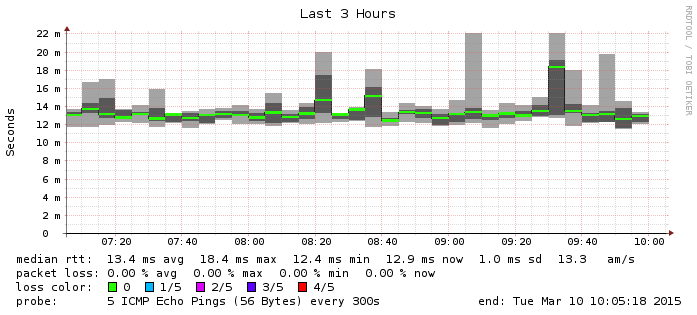 Last 3 Hours
RRDTOOL / TOBI OETIKER
Seconds
22 m
20 m
18 m
16 m
14 m
12 m
10 m
8 m
6 m
4 m
2 m
0
07:20 07:40 08:00 08:20 08:40 09:00 09:20 09:40 10:00
median rtt: 13.4 ms avg 18.4 ms max 12.4 ms min 12.9 ms now 1.0 ms sd 13.3 am/s
packet loss: 0.00 % avg 0.00 % max 0.00 % min 0.00 % now
loss color: 0 1/5 2/5 3/5 4/5
probe: 5 ICMP Echo Pings (56 Bytes) every 300s end: Tue Mar 10 10:05:18 2015